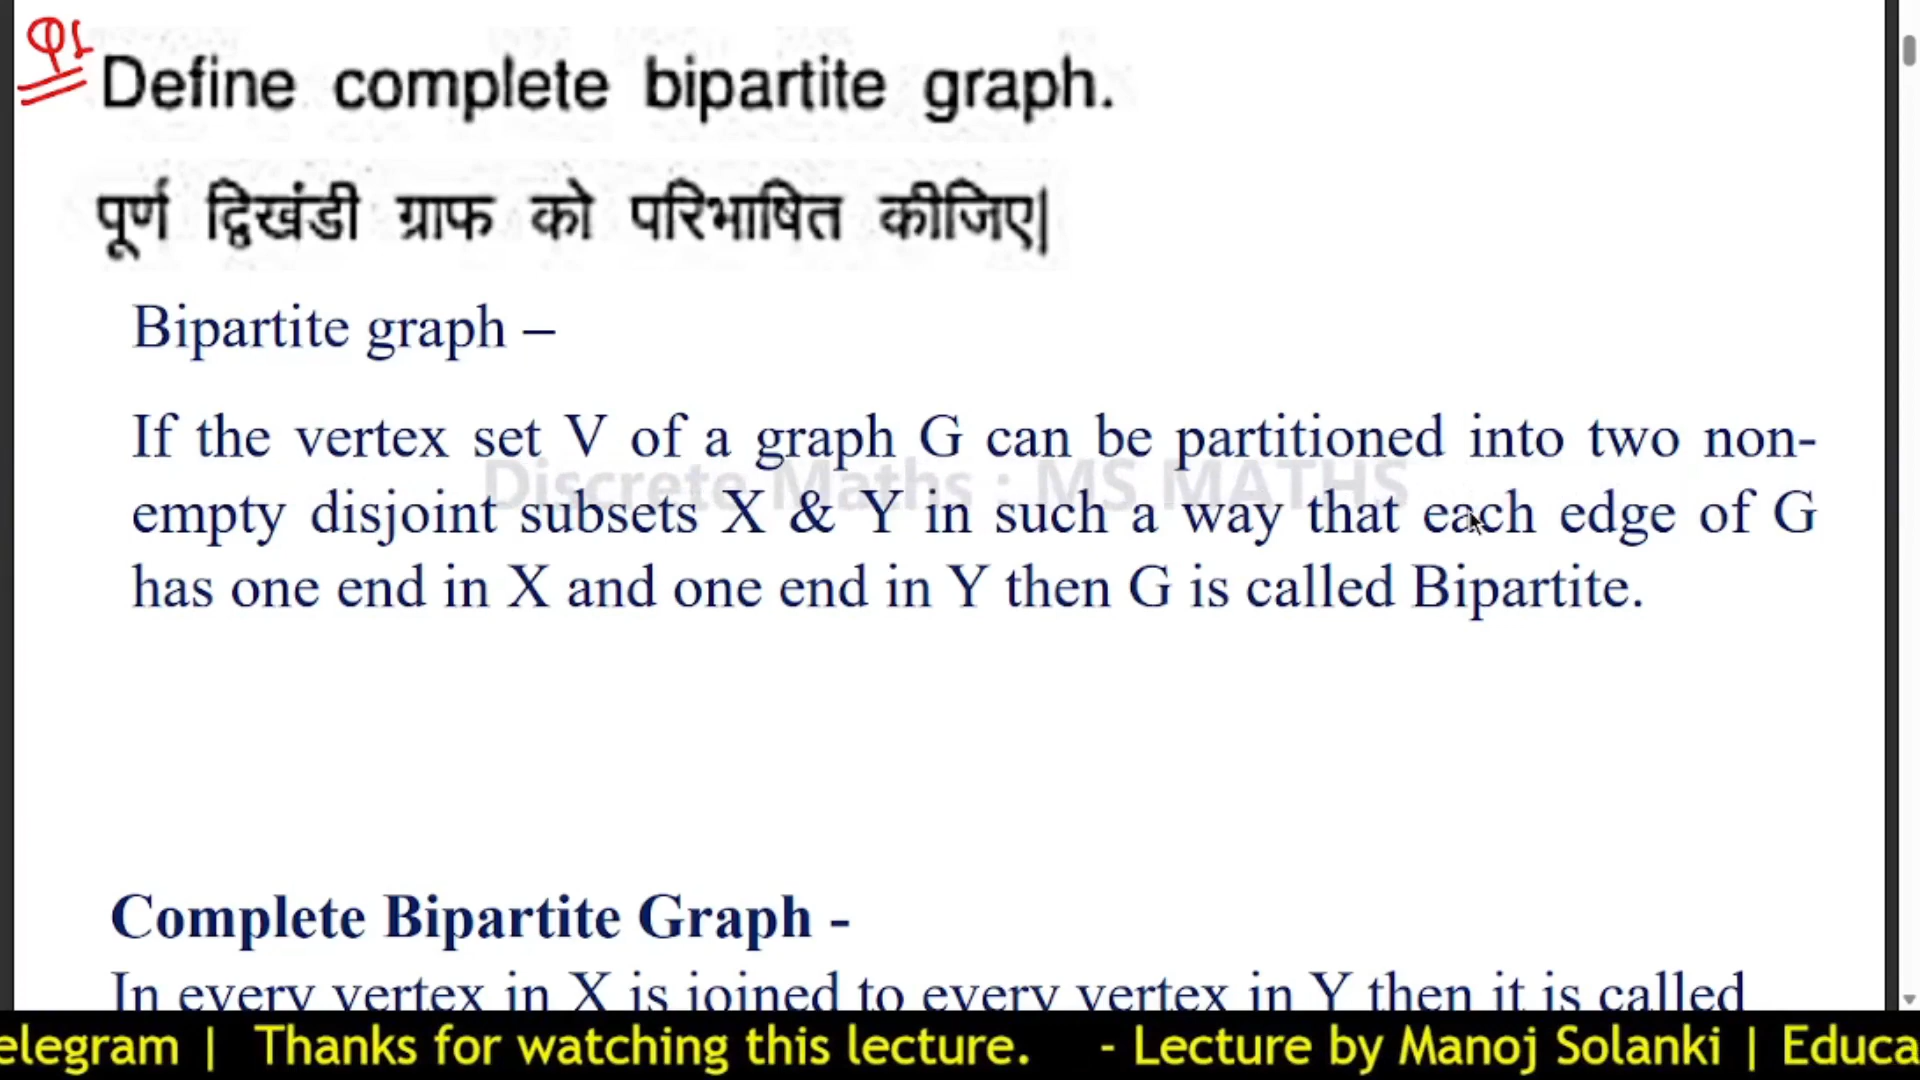 Q1
Define complete bipartite graph.
पूर्ण द्विखंडी ग्राफ को परिभाषित कीजिए|
Bipartite graph –
If the vertex set V of a graph G can be partitioned into two non-
Discrete Maths : MS MATHS
empty disjoint subsets X & Y in such a way that each edge of G
has one end in X and one end in Y then G is called Bipartite.
Complete Bipartite Graph -
In every vertex in X is joined to every vertex in Y then it is called
elegram | Thanks for watching this lecture. - Lecture by Manoj Solanki | Educa